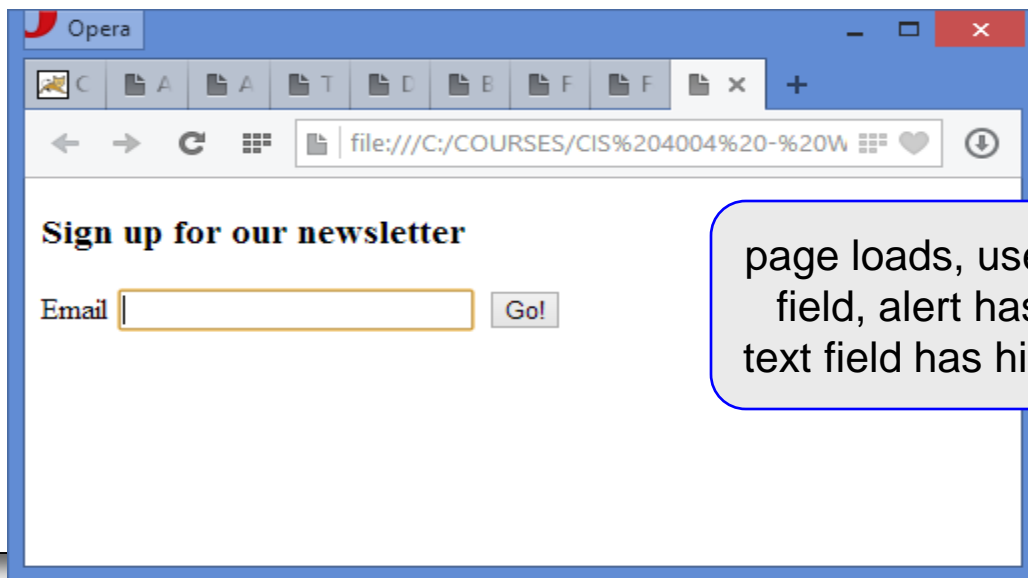 Opera
C A A T D B F F
file:///C:/COURSES/CIS%204004%20-%20W
Sign up for our newsletter
Email Go!
page loads, use
field, alert has
text field has hi